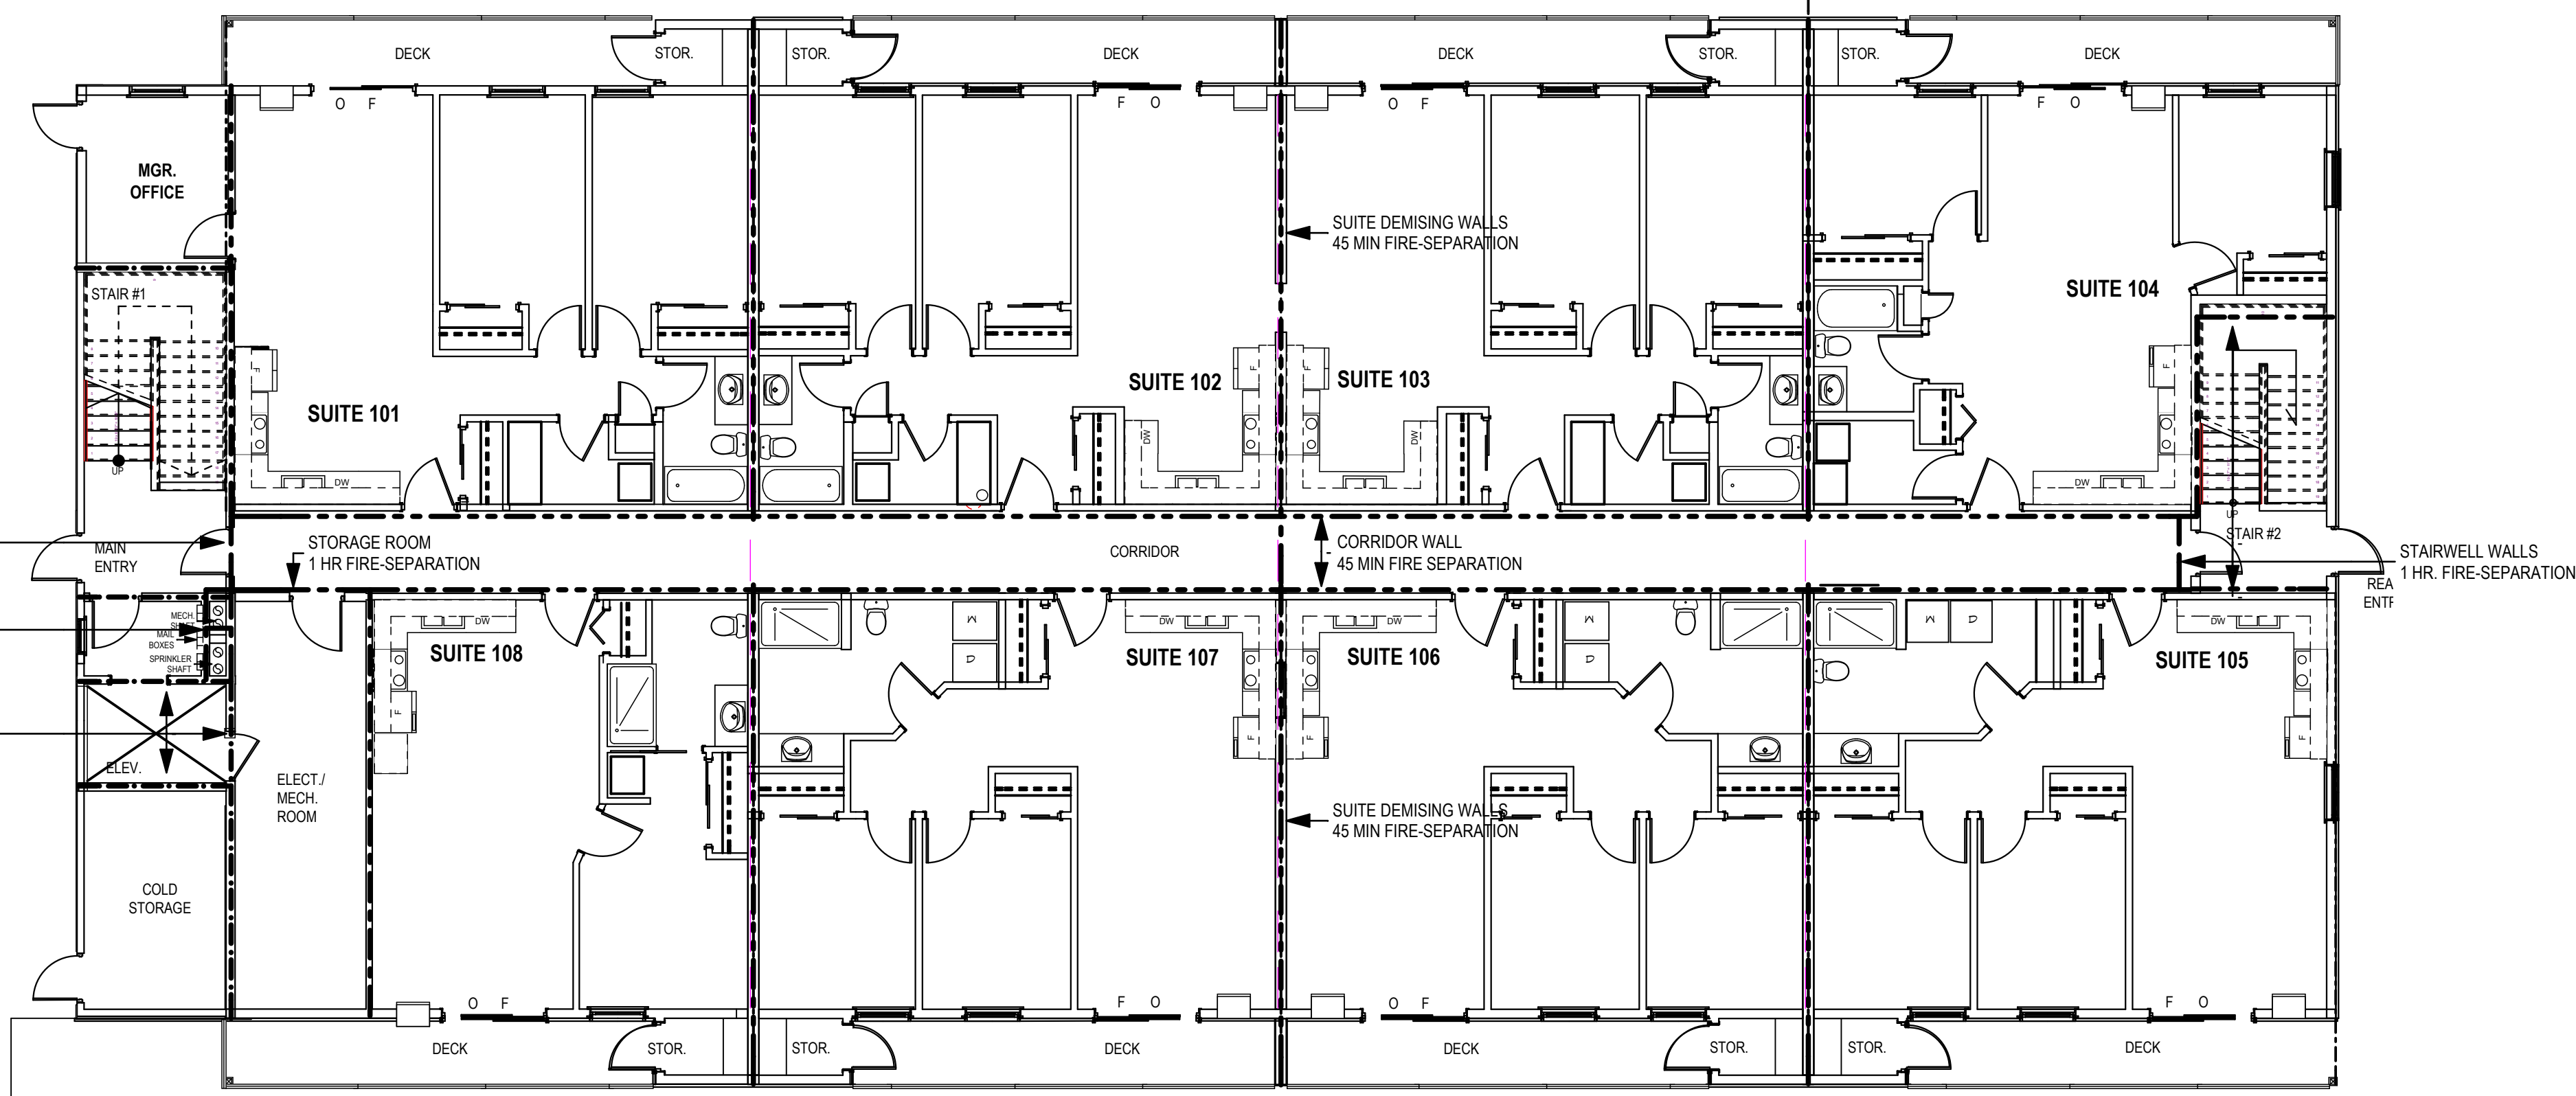 DECK
STOR.
STOR.
DECK
DECK
STOR.
STOR.
DECK
O F
F O
O F
F O
MGR.
OFFICE
SUITE DEMISING WALLS
45 MIN FIRE-SEPARATION
STAIR #1
SUITE 104
F
F
F
F
SUITE 101
SUITE 102
SUITE 103
DW
DW
UP
DW
DW
UP
MAIN
ENTRY
STORAGE ROOM
1 HR FIRE-SEPARATION
CORRIDOR
CORRIDOR WALL
45 MIN FIRE SEPARATION
STAIR #2
STAIRWELL WALLS
1 HR. FIRE-SEPARATION
REA
ENTF
MECH.
SHAFT
MAIL
BOXES
SPRINKLER
SHAFT
DW
W
D
DW
DW
W
D
W
D
DW
SUITE 108
SUITE 107
SUITE 106
SUITE 105
F
F
F
F
ELEV.
ELECT./
MECH.
ROOM
SUITE DEMISING WALLS
45 MIN FIRE-SEPARATION
COLD
STORAGE
O F
F O
O F
F O
DECK
STOR.
STOR.
DECK
DECK
STOR.
STOR.
DECK